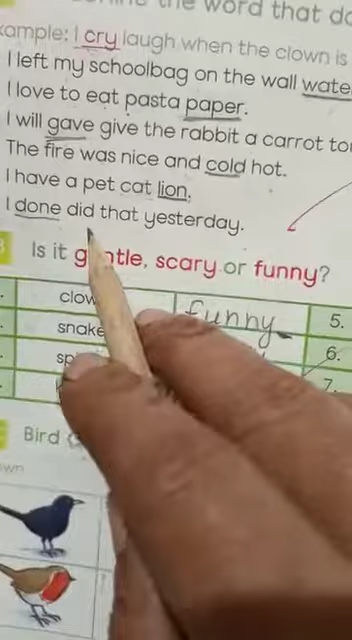 the word that do
xample: I cry laugh when the clown is
I left my schoolbag on the wall wate
I love to eat pasta paper.
I will gave give the rabbit a carrot to
The fire was nice and cold hot.
I have a pet cat lion.
I done did that yesterday.
Is it gentle, scary or funny?
clow funny 5.
snake 6.
sp 7.
Bird
own